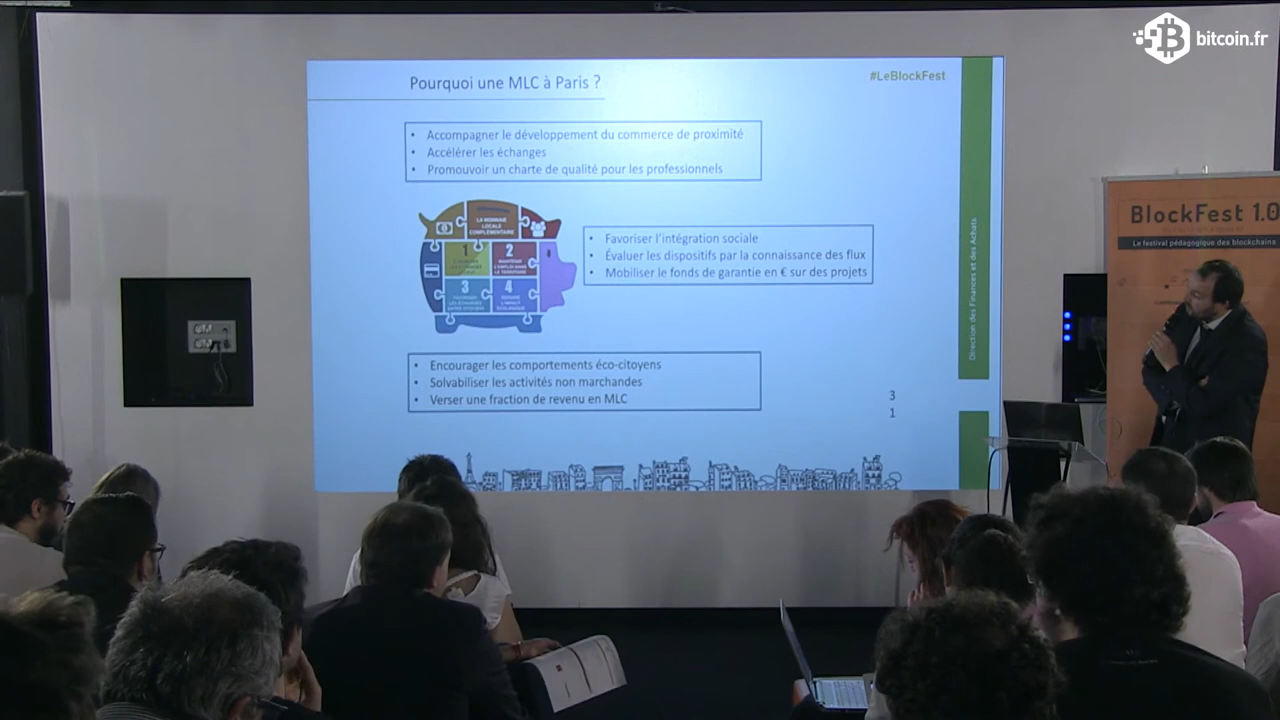 bitcoin.fr
Pourquoi une MLC à Paris ?
#LeBlockFest
• Accompagner le développement du commerce de proximité
• Accélérer les échanges
• Promouvoir un charte de qualité pour les professionnels
LA MONNAIE
LOCALE
COMPLÉMENTAIRE
1
2
3
4
• Favoriser l'intégration sociale
• Évaluer les dispositifs par la connaissance des flux
• Mobiliser le fonds de garantie en € sur des projets
• Encourager les comportements éco-citoyens
• Solvabiliser les activités non marchandes
• Verser une fraction de revenu en MLC
3
1
Direction des Finances et des Achats
BlockFest 1.0
Le festival pédagogique des blockchains